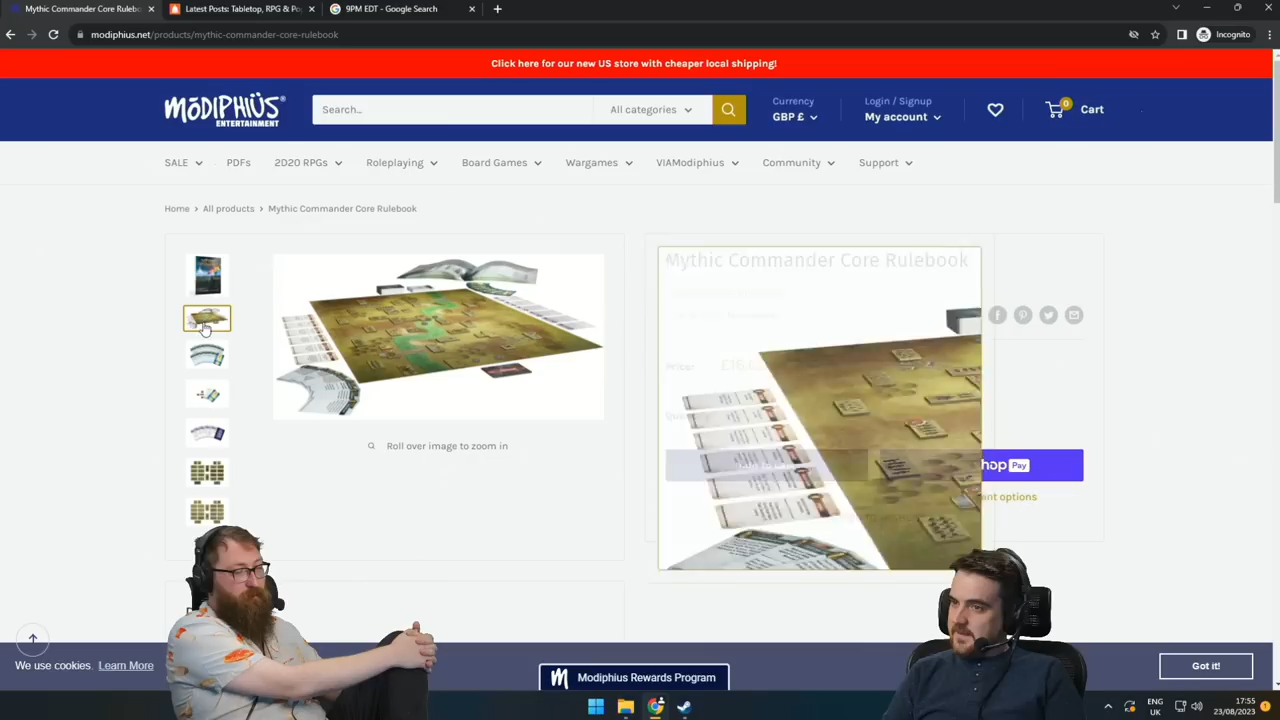 Mythic Commander Core Rulebo
Latest Posts: Tabletop, RPG & Po
9PM EDT - Google Search
modiphius.net/products/mythic-commander-core-rulebook
Incognito
Click here for our new US store with cheaper local shipping!
MODIPHIÜS
ENTERTAINMENT
Search...
All categories
Currency
GBP £
Login / Signup
My account
0
Cart
SALE
PDFs
2D20 RPGs
Roleplaying
Board Games
Wargames
VIAModiphius
Community
Support
Home > All products > Mythic Commander Core Rulebook
Mythic Commander Core Rulebook
Price:
Roll over image to zoom in
hop Pay
ent options
We use cookies. Learn More
M Modiphius Rewards Program
Got it!
ENG
UK
17:55
23/08/2023